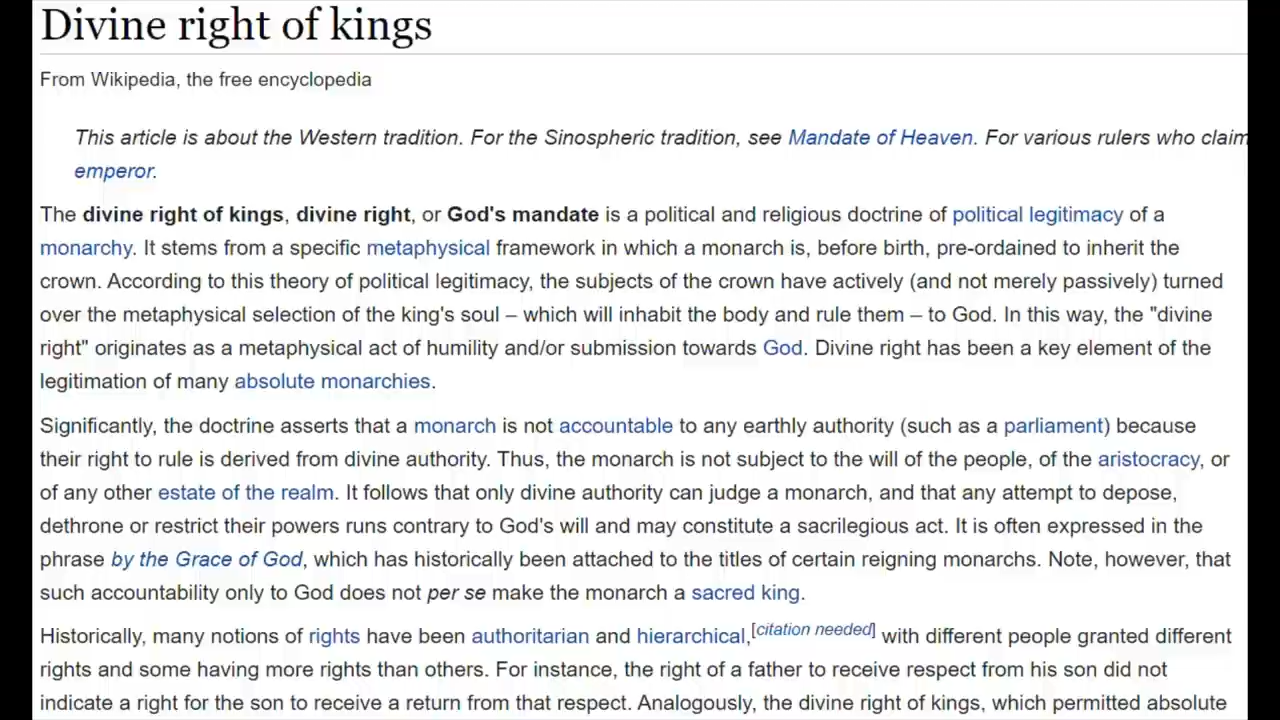 Divine right of kings
From Wikipedia, the free encyclopedia
This article is about the Western tradition. For the Sinospheric tradition, see Mandate of Heaven. For various rulers who claim
emperor.
The divine right of kings, divine right, or God's mandate is a political and religious doctrine of political legitimacy of a
monarchy. It stems from a specific metaphysical framework in which a monarch is, before birth, pre-ordained to inherit the
crown. According to this theory of political legitimacy, the subjects of the crown have actively (and not merely passively) turned
over the metaphysical selection of the king's soul – which will inhabit the body and rule them – to God. In this way, the "divine
right" originates as a metaphysical act of humility and/or submission towards God. Divine right has been a key element of the
legitimation of many absolute monarchies.
Significantly, the doctrine asserts that a monarch is not accountable to any earthly authority (such as a parliament) because
their right to rule is derived from divine authority. Thus, the monarch is not subject to the will of the people, of the aristocracy, or
of any other estate of the realm. It follows that only divine authority can judge a monarch, and that any attempt to depose,
dethrone or restrict their powers runs contrary to God's will and may constitute a sacrilegious act. It is often expressed in the
phrase by the Grace of God, which has historically been attached to the titles of certain reigning monarchs. Note, however, that
such accountability only to God does not per se make the monarch a sacred king.
Historically, many notions of rights have been authoritarian and hierarchical,[citation needed] with different people granted different
rights and some having more rights than others. For instance, the right of a father to receive respect from his son did not
indicate a right for the son to receive a return from that respect. Analogously, the divine right of kings, which permitted absolute